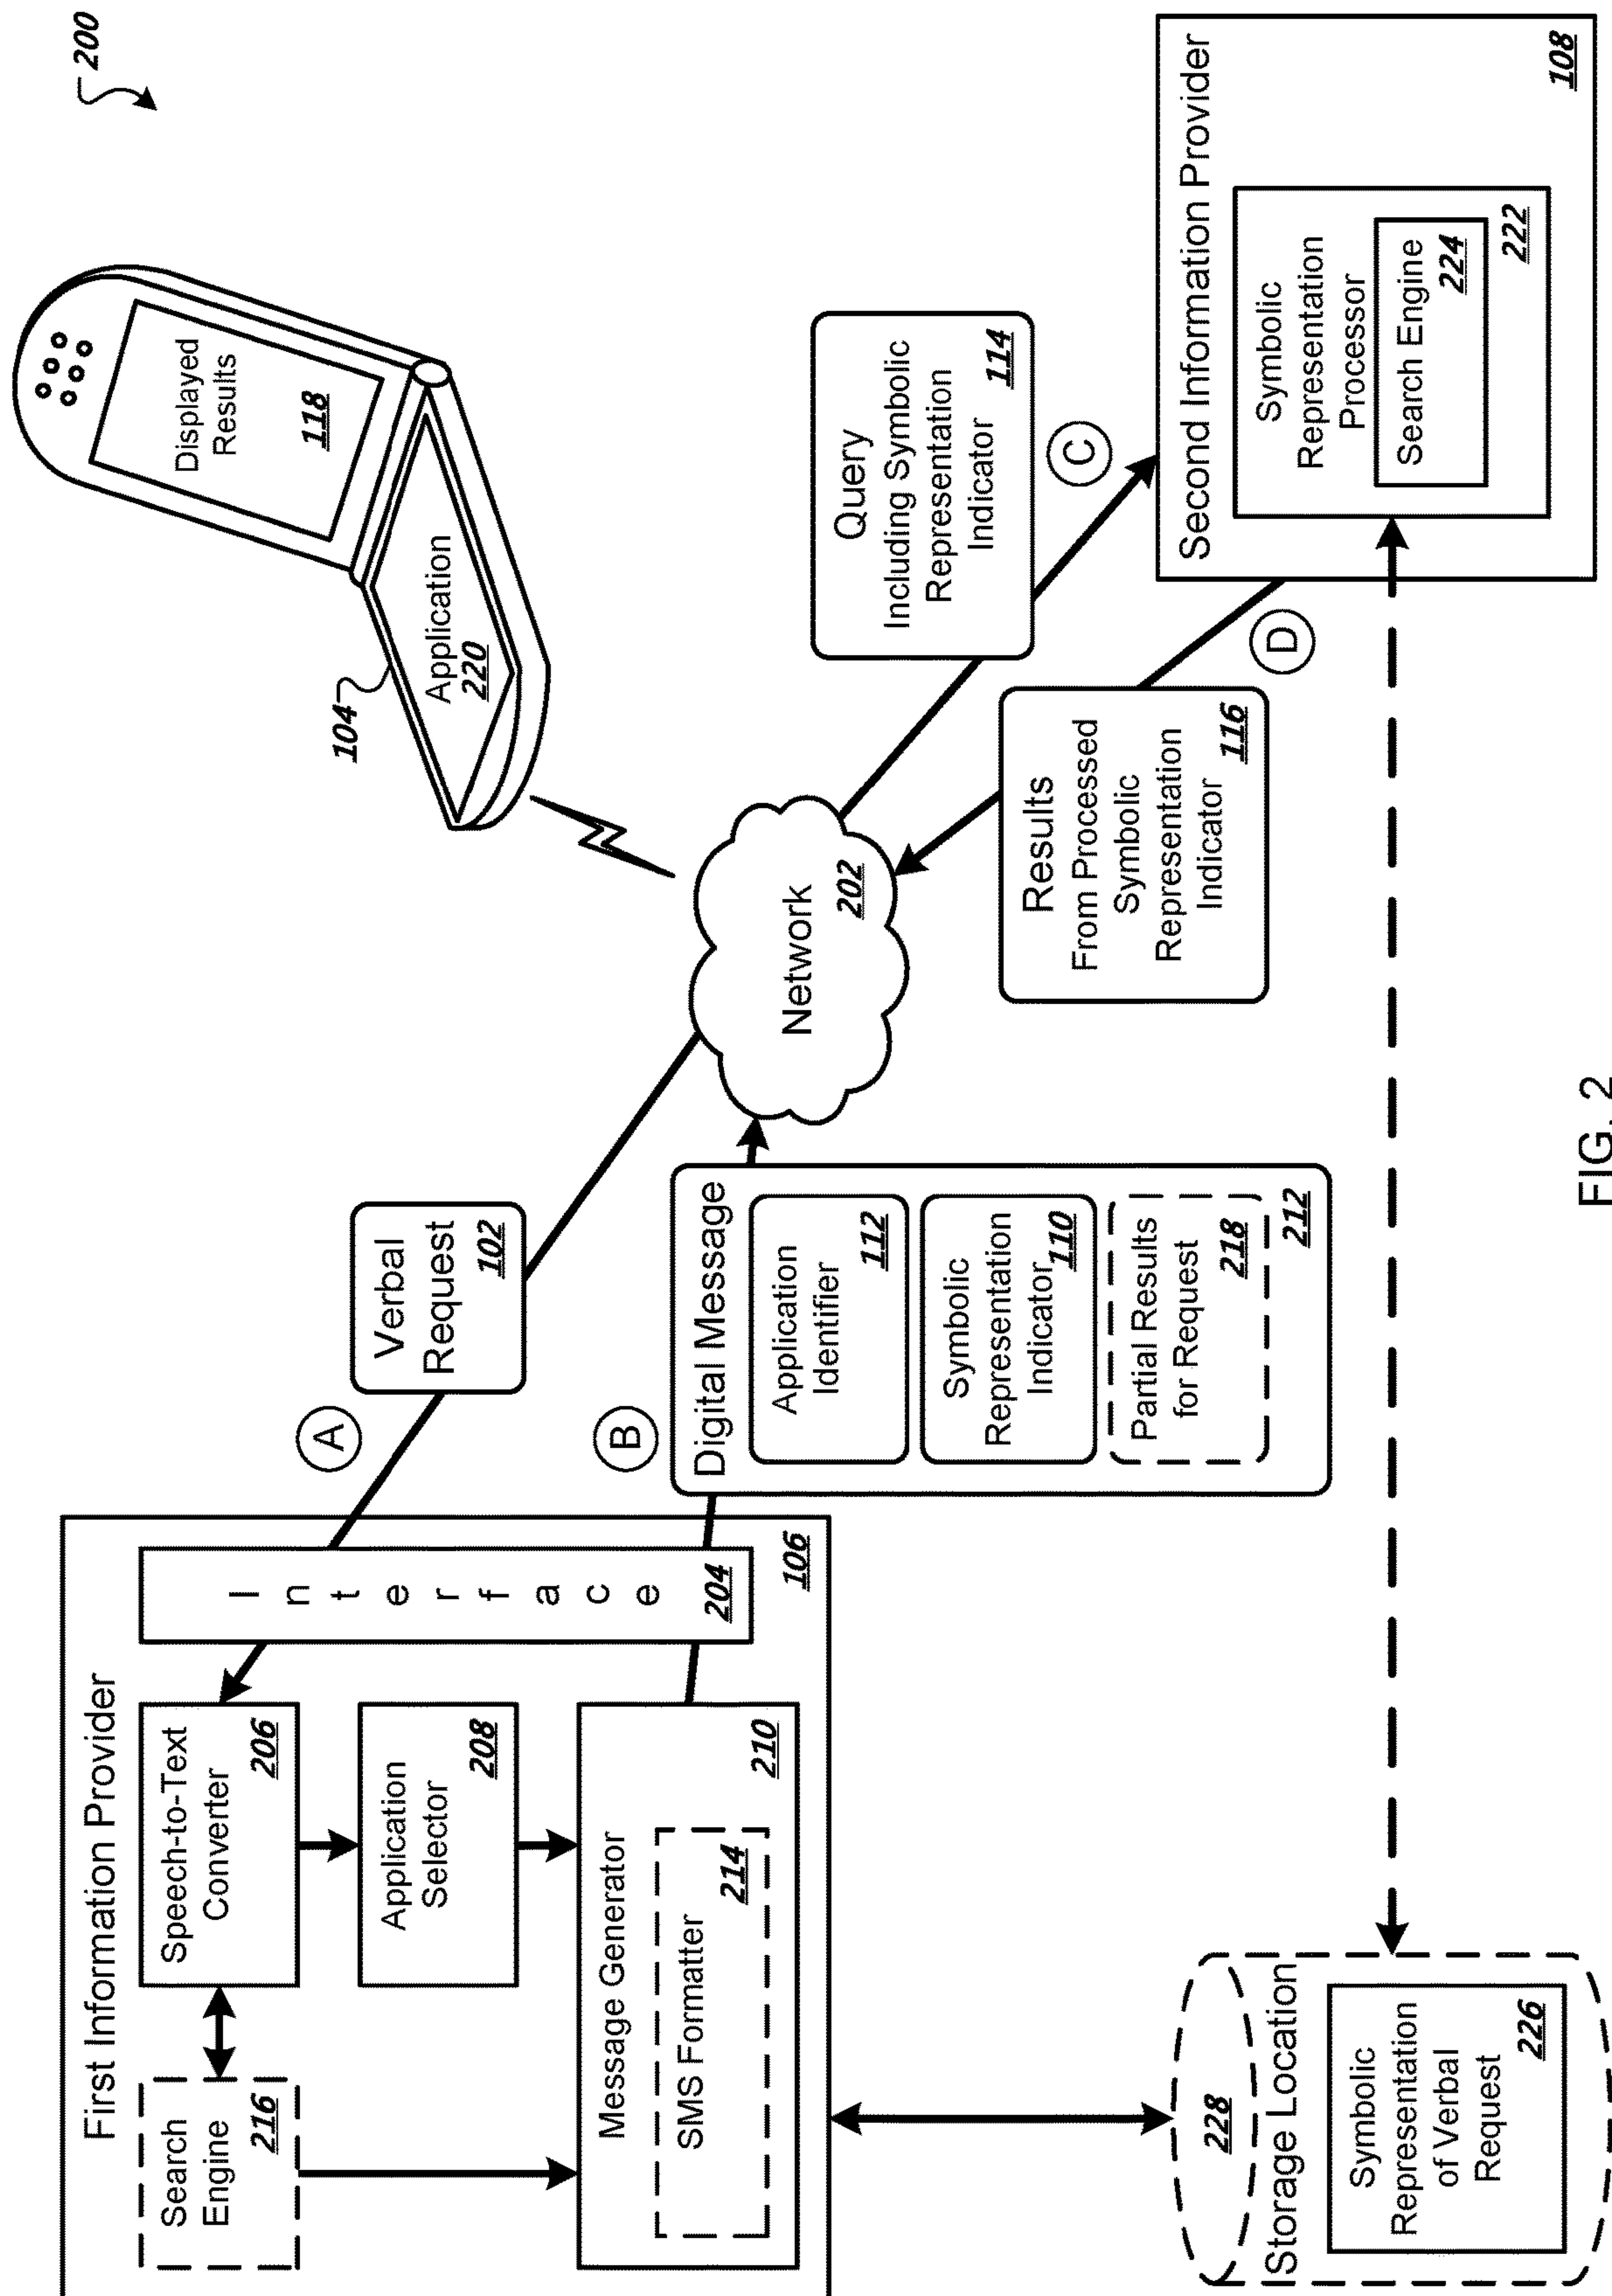 200
First Information Provider
Search
Engine
216
Speech-to-Text
Converter
206
Application
Selector
208
Message Generator
SMS Formatter
214
210
Interface
204
106
A
Verbal
Request
102
B
Digital Message
Application
Identifier
112
Symbolic
Representation
Indicator
110
Partial Results
for Request
218
212
Network
202
104
Application
220
Displayed
Results
118
Query
Including Symbolic
Representation
Indicator
114
C
Results
From Processed
Symbolic
Representation
Indicator
116
D
Second Information Provider
Symbolic
Representation
Processor
Search Engine
224
222
108
228
Storage Location
Symbolic
Representation
of Verbal
Request
226
FIG. 2